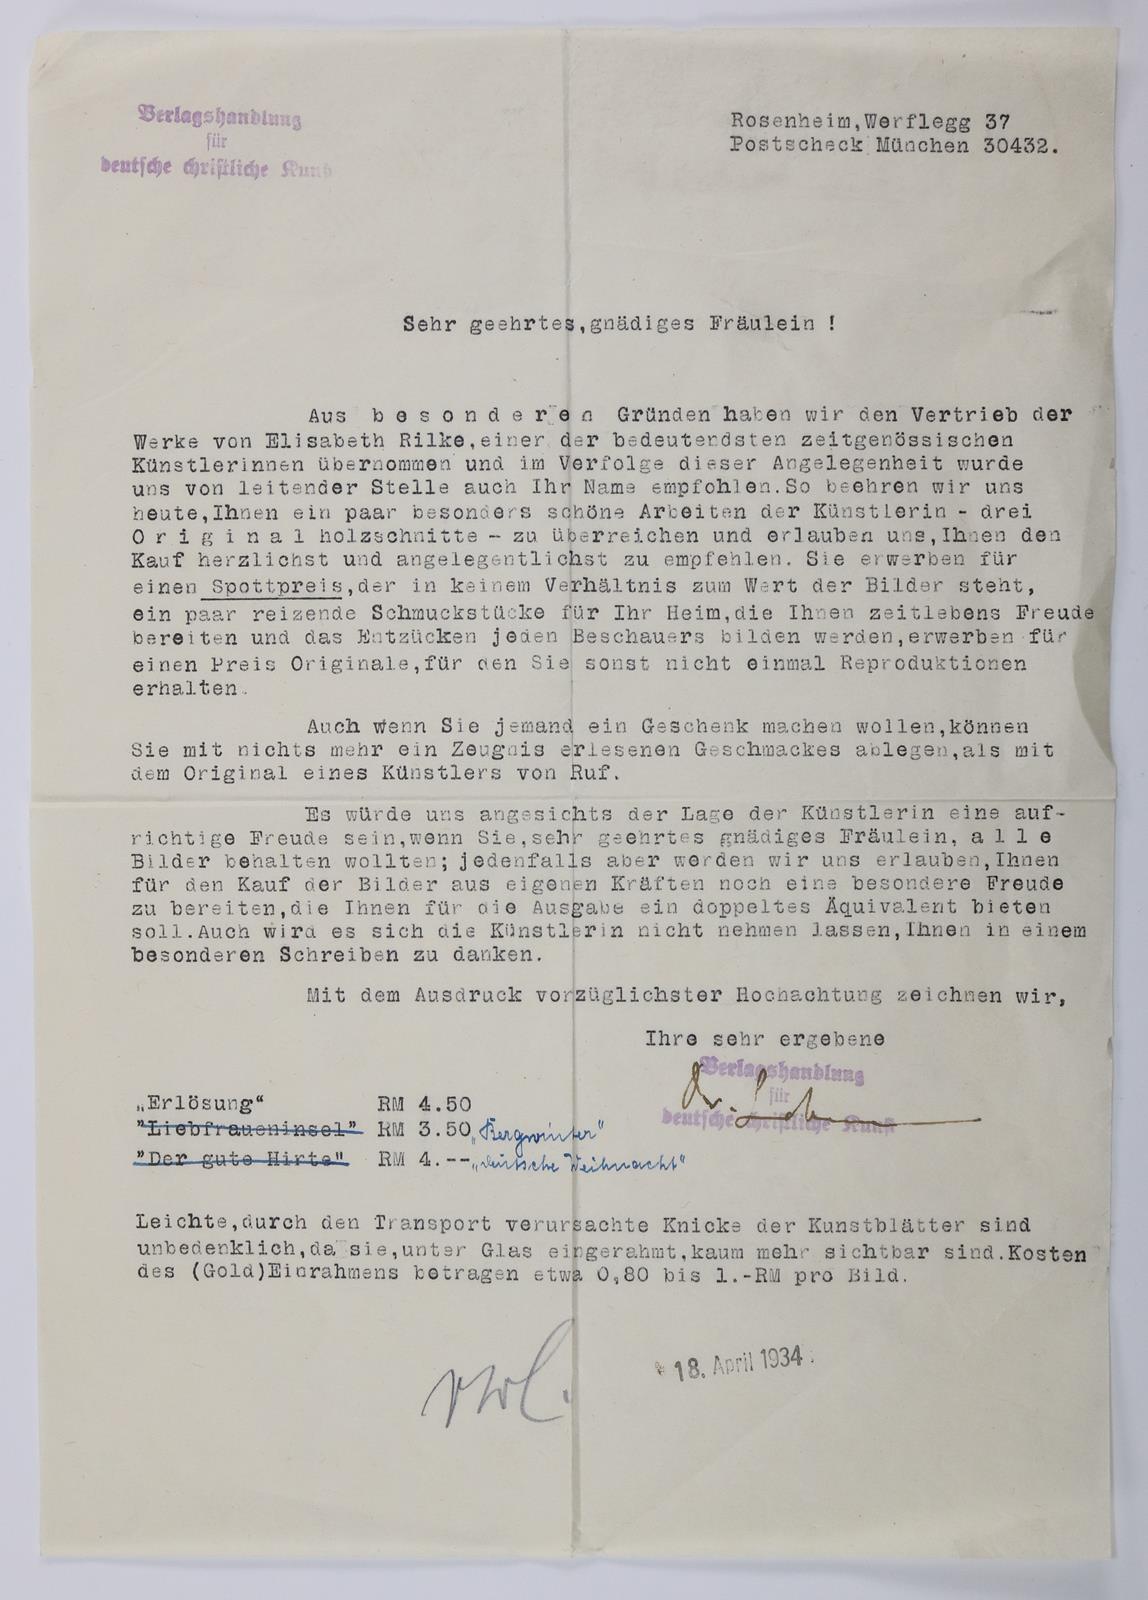 Verlagshandlung
für
deutsche christliche Kunst
Rosenheim,Werflegg 37
Postscheck München 30432.
Sehr geehrtes,gnädiges Fräulein !
Aus b e s o n d e r e n Gründen haben wir den Vertrieb der
Werke von Elisabeth Rilke,einer der bedeutendsten zeitgenössischen
Künstlerinnen übernommen und im Verfolge dieser Angelegenheit wurde
uns von leitender Stelle auch Ihr Name empfohlen.So beehren wir uns
heute,Ihnen ein paar besonders schöne Arbeiten der Künstlerin - drei
O r i g i n a l holzschnitte - zu überreichen und erlauben uns,Ihnen den
Kauf herzlichst und angelegentlichst zu empfehlen. Sie erwerben für
einen Spottpreis,der in keinem Verhältnis zum Wert der Bilder steht,
ein paar reizende Schmuckstücke für Ihr Heim,die Ihnen zeitlebens Freude
bereiten und das Entzücken jeden Beschauers bilden werden,erwerben für
einen Preis Originale,für den Sie sonst nicht einmal Reproduktionen
erhalten.
Auch wenn Sie jemand ein Geschenk machen wollen,können
Sie mit nichts mehr ein Zeugnis erlesenen Geschmackes ablegen,als mit
dem Original eines Künstlers von Ruf.
Es würde uns angesichts der Lage der Künstlerin eine auf-
richtige Freude sein,wenn Sie,sehr geehrtes gnädiges Fräulein, a l l e
Bilder behalten wollten; jedenfalls aber werden wir uns erlauben,Ihnen
für den Kauf der Bilder aus eigenen Kräften noch eine besondere Freude
zu bereiten,die Ihnen für die Ausgabe ein doppeltes Äquivalent bieten
soll.Auch wird es sich die Künstlerin nicht nehmen lassen,Ihnen in einem
besonderen Schreiben zu danken.
Mit dem Ausdruck vorzüglichster Hochachtung zeichnen wir,
Ihre sehr ergebene
Verlagshandlung
für
deutsche christliche Kunst
Dr.
„Erlösung“ RM 4.50
"Liebfraueninsel" RM 3.50 „Bergwinter"
"Der gute Hirte" RM 4.-- „deutsche Weihnacht"
Leichte,durch den Transport verursachte Knicke der Kunstblätter sind
unbedenklich,da sie,unter Glas eingerahmt,kaum mehr sichtbar sind.Kosten
des (Gold)Einrahmens betragen etwa 0,80 bis 1.-RM pro Bild.
18. April 1934.